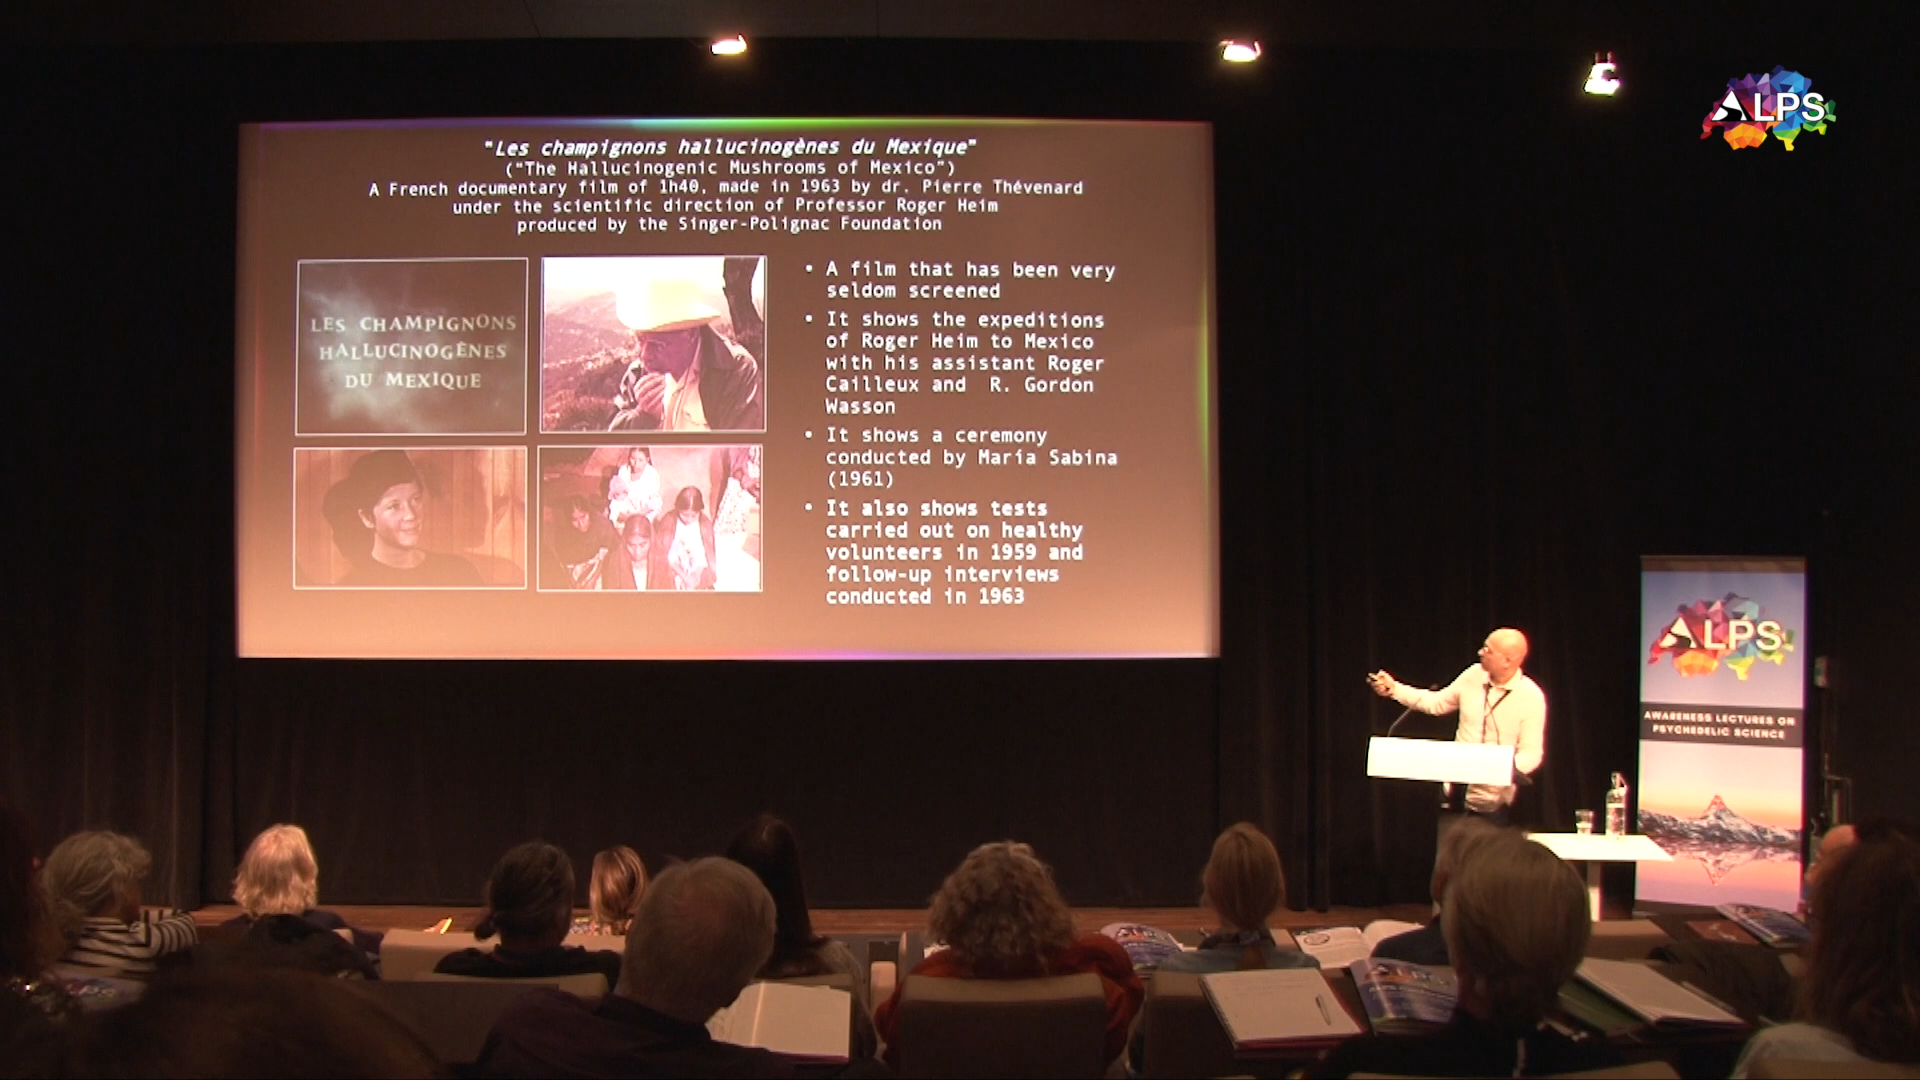 ALPS
"Les champignons hallucinogènes du Mexique"
("The Hallucinogenic Mushrooms of Mexico")
A French documentary film of 1h40, made in 1963 by dr. Pierre Thévenard
under the scientific direction of Professor Roger Heim
produced by the Singer-Polignac Foundation
LES CHAMPIGNONS
HALLUCINOGÈNES
DU MEXIQUE
• A film that has been very
seldom screened
• It shows the expeditions
of Roger Heim to Mexico
with his assistant Roger
Cailleux and R. Gordon
Wasson
• It shows a ceremony
conducted by María Sabina
(1961)
• It also shows tests
carried out on healthy
volunteers in 1959 and
follow-up interviews
conducted in 1963
ALPS
AWARENESS LECTURES ON
PSYCHEDELIC SCIENCE
ALPS